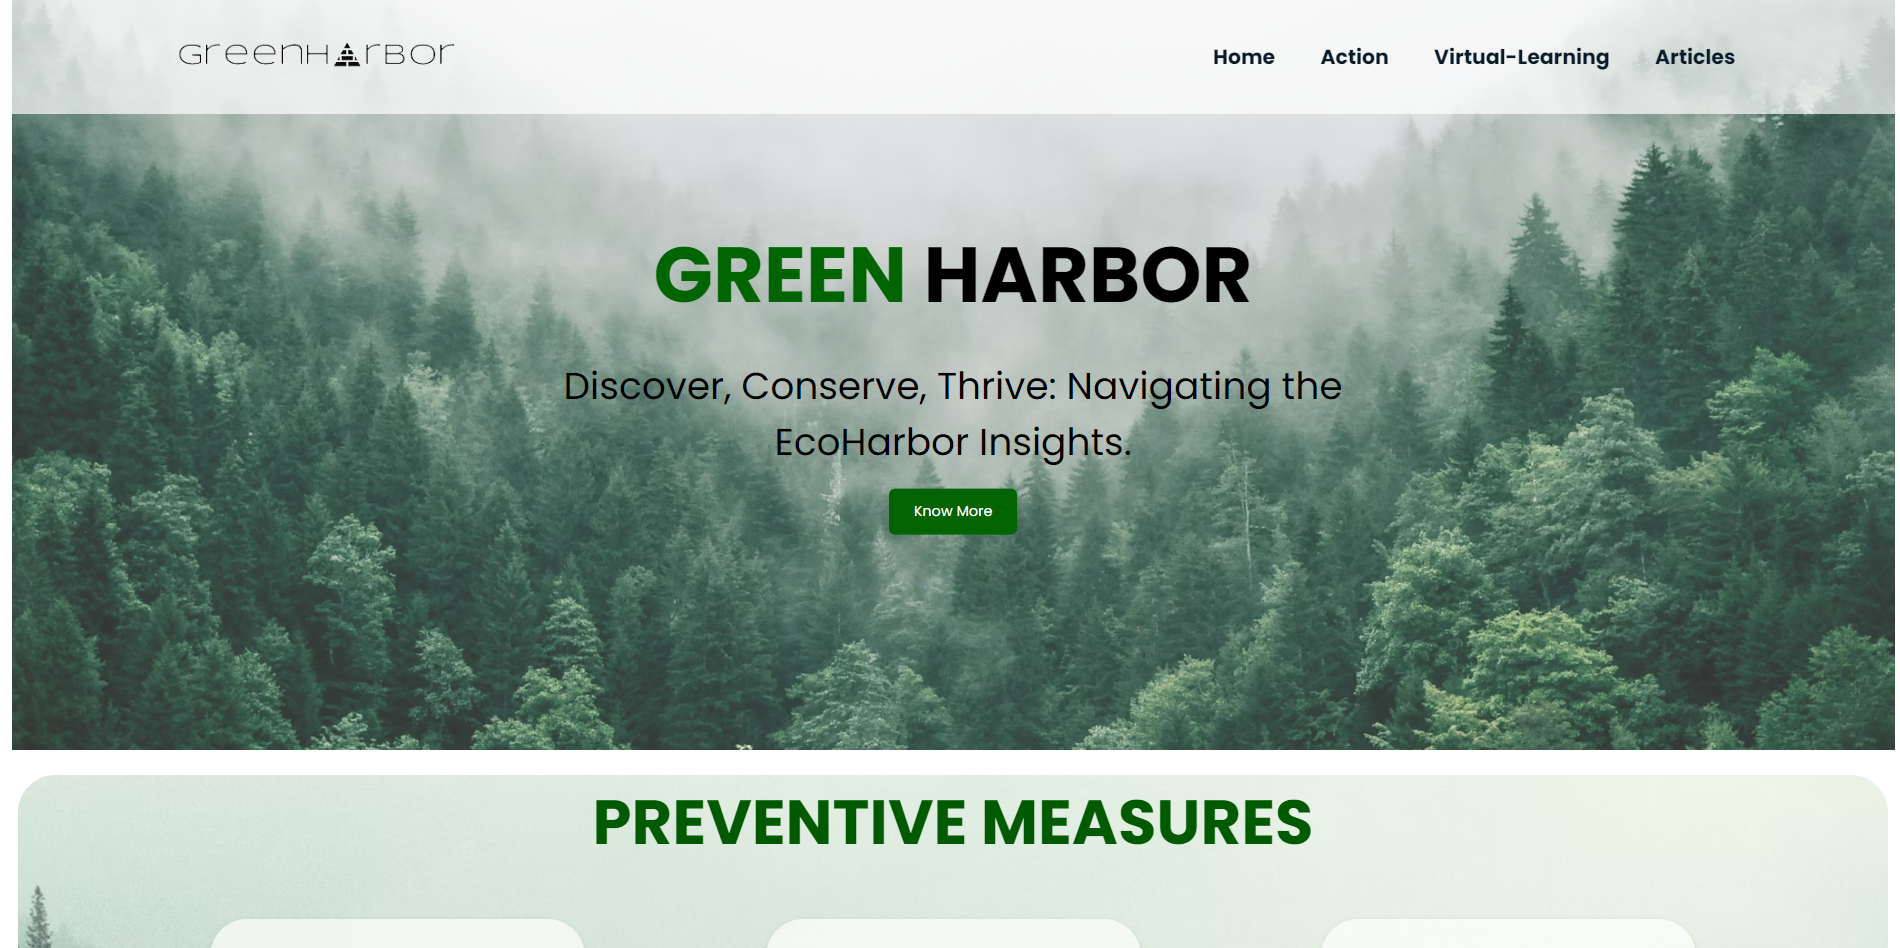 GreenHarbor
Home Action Virtual-Learning Articles
GREEN HARBOR
Discover, Conserve, Thrive: Navigating the
EcoHarbor Insights.
Know More
PREVENTIVE MEASURES